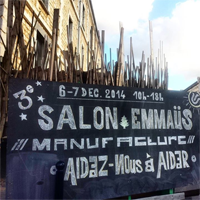 3e
6-7 DEC. 2014 10H-18H
SALON EMMAÜS
MANUFACTURE
AIDEZ-NOUS à AIDER